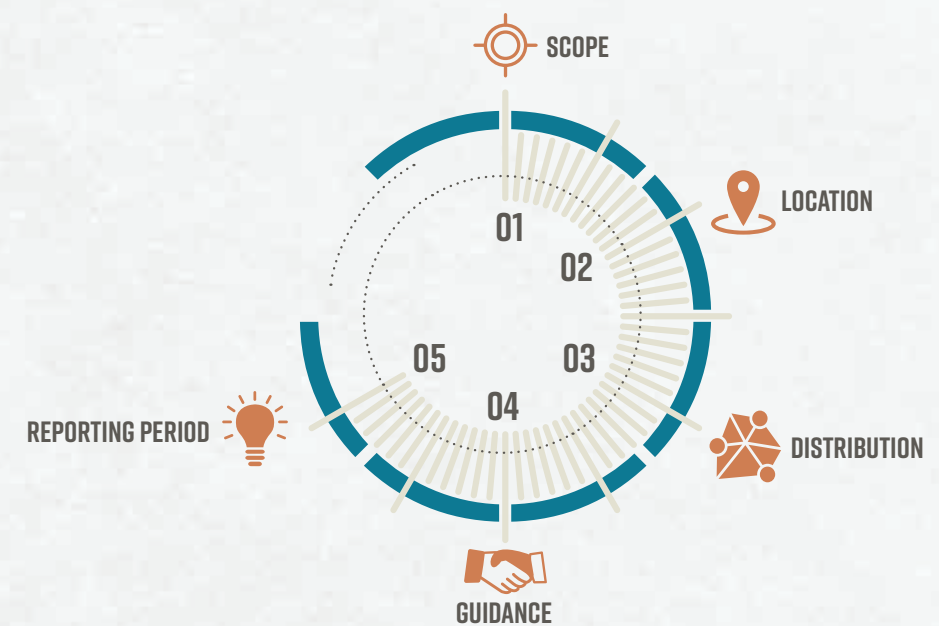 SCOPE
LOCATION
01
02
03
04
05
REPORTING PERIOD
DISTRIBUTION
GUIDANCE